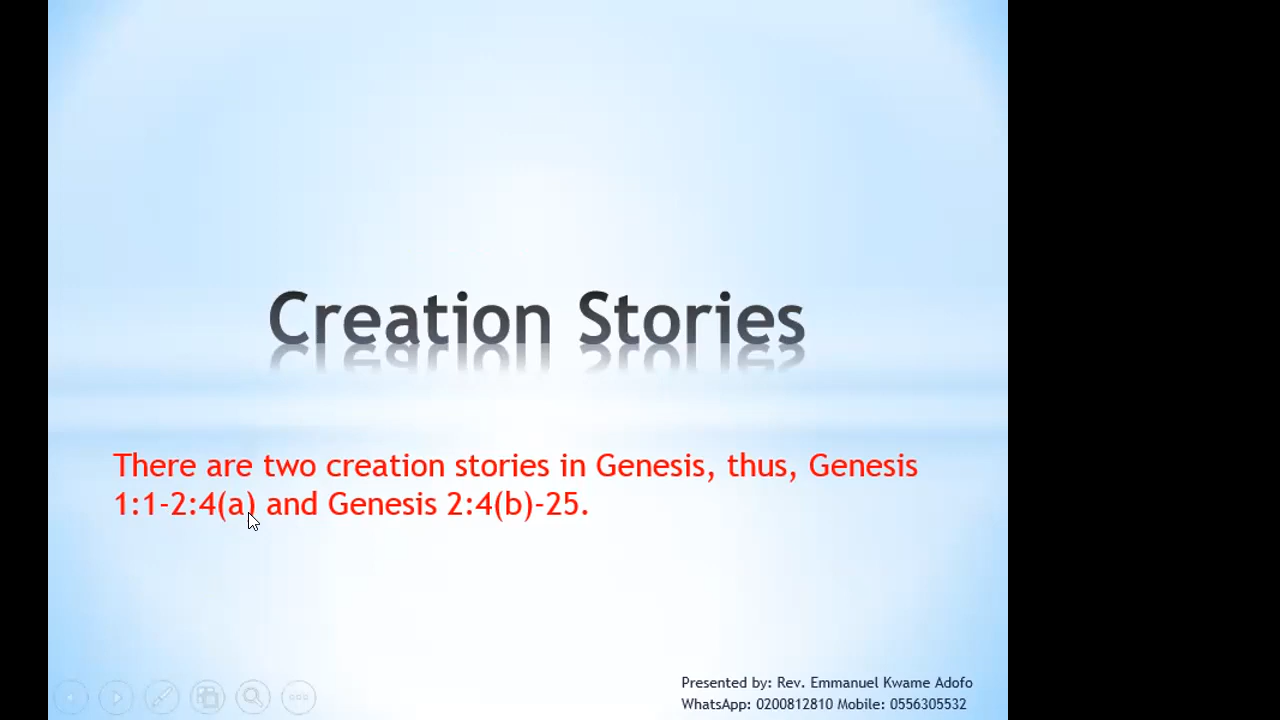 Creation Stories
There are two creation stories in Genesis, thus, Genesis
1:1-2:4(a) and Genesis 2:4(b)-25.
Presented by: Rev. Emmanuel Kwame Adofo
WhatsApp: 0200812810 Mobile: 0556305532